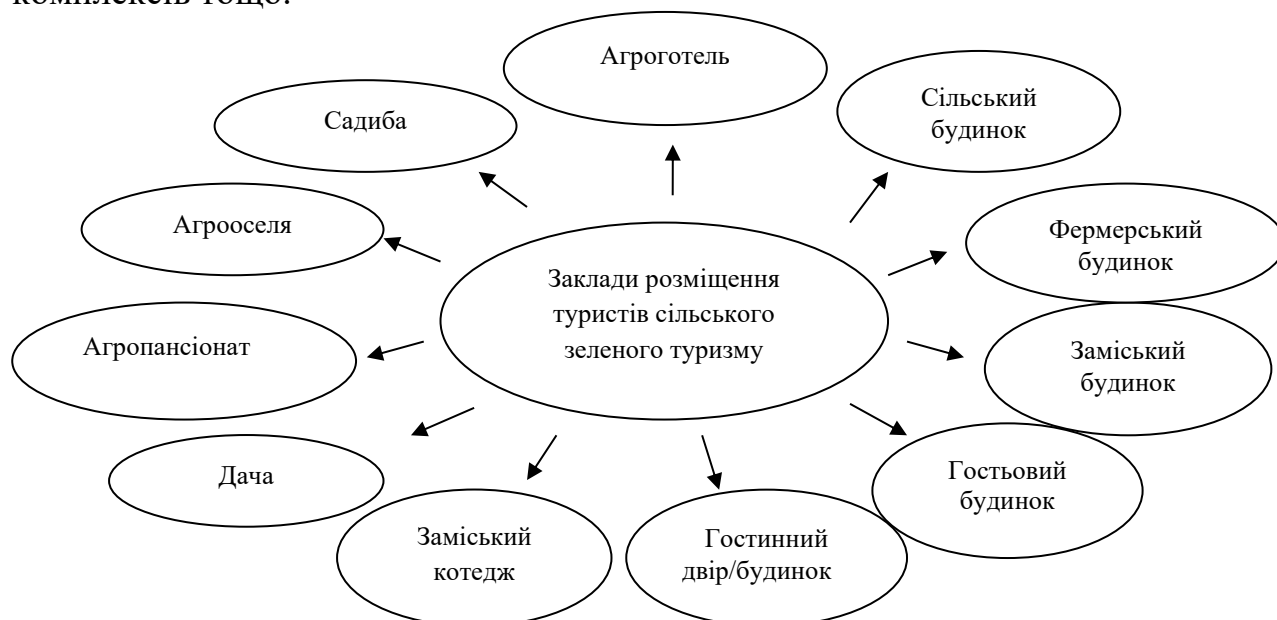 комплексів тощо.
Агроготель
Садиба
Сільський
будинок
Агрооселя
Фермерський
будинок
Заклади розміщення
туристів сільського
зеленого туризму
Агропансіонат
Заміський
будинок
Дача
Гостьовий
будинок
Заміський
котедж
Гостинний
двір/будинок